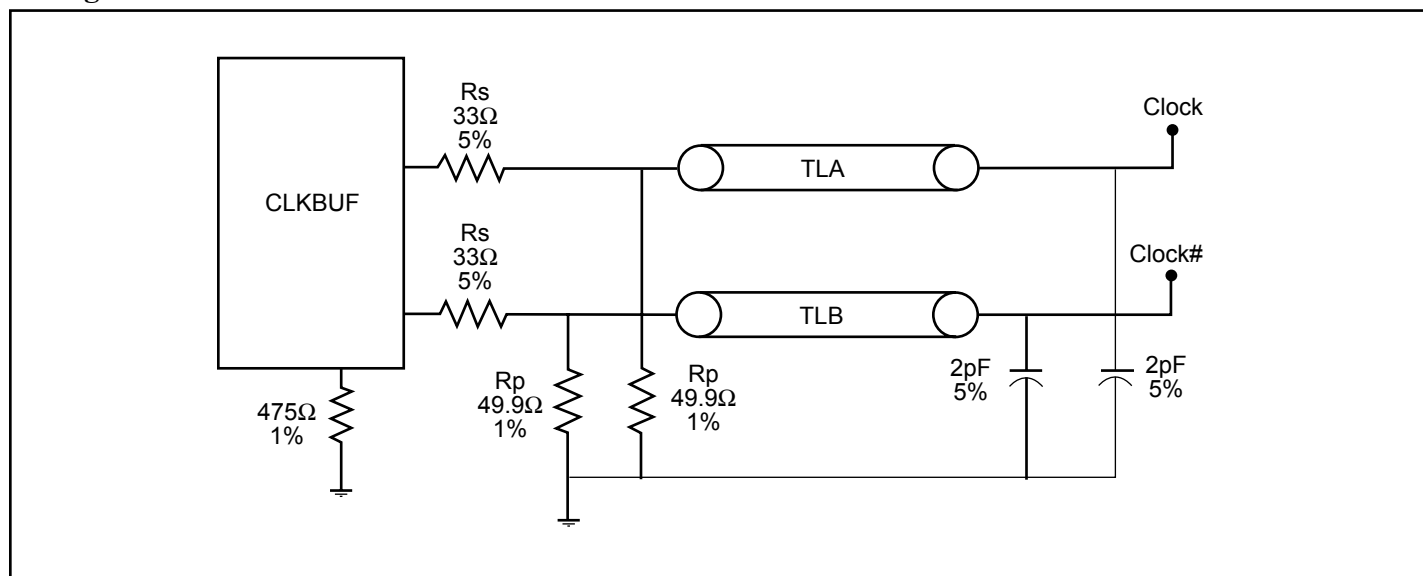 CLKBUF
Rs
33Ω
5%
TLA
Clock
Rs
33Ω
5%
TLB
Clock#
475Ω
1%
Rp
49.9Ω
1%
Rp
49.9Ω
1%
2pF
5%
2pF
5%